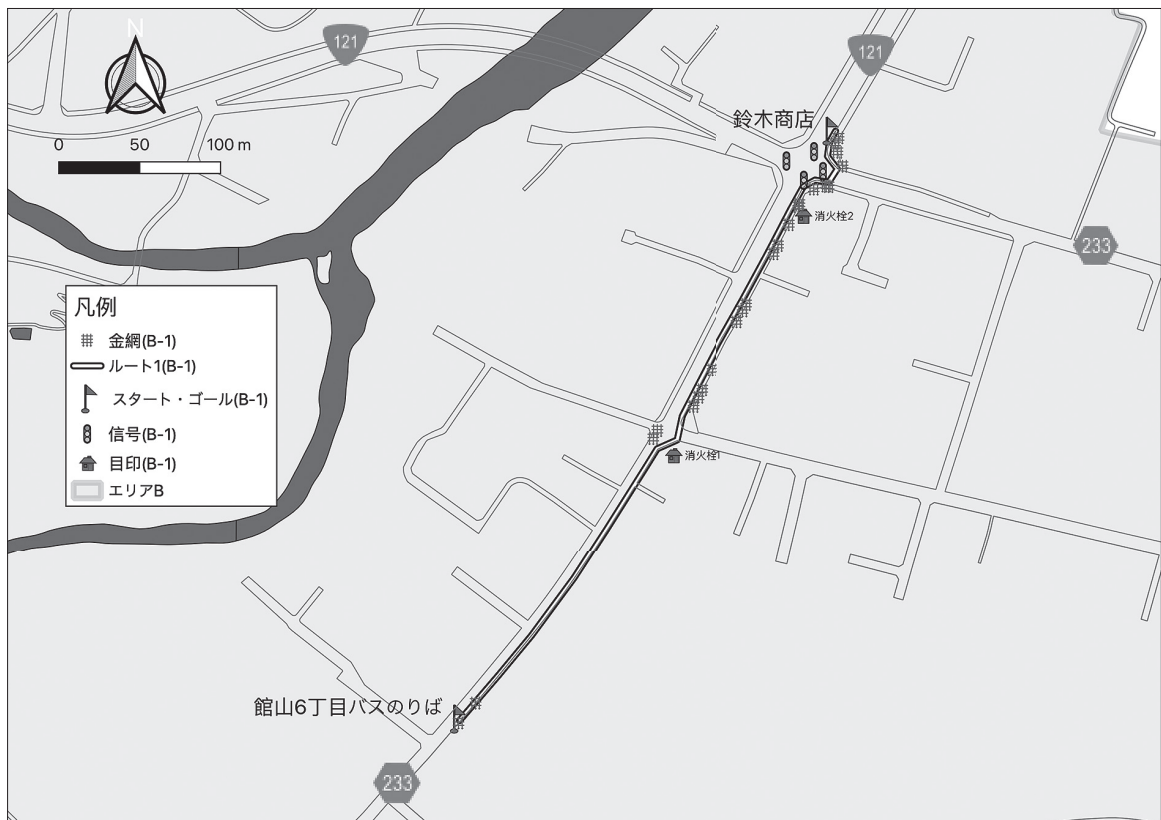 N
121
121
0 50 100 m
鈴木商店
消火栓2
233
凡例
金網(B-1)
ルート1(B-1)
スタート・ゴール(B-1)
信号(B-1)
目印(B-1)
エリアB
消火栓1
館山6丁目バスのりば
233